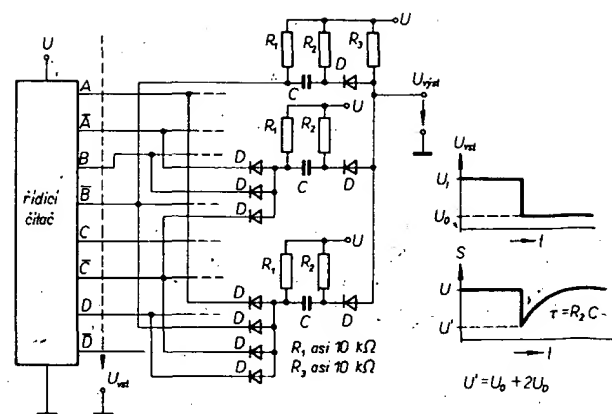 U
R₁
R₂
R₃
U
D
C
Uvýst
A
Ā
B
B̄
C
C̄
D
D̄
řídicí
čítač
R₁
R₂
U
D
D
D
C
D
R₁
R₂
U
D
D
D
D
C
D
R₁ asi 10 kΩ
R₃ asi 10 kΩ
Uvst
Uvst
U₁
U₀
t
S
U
U'
τ=R₂C
t
U' = U₀ + 2U_D